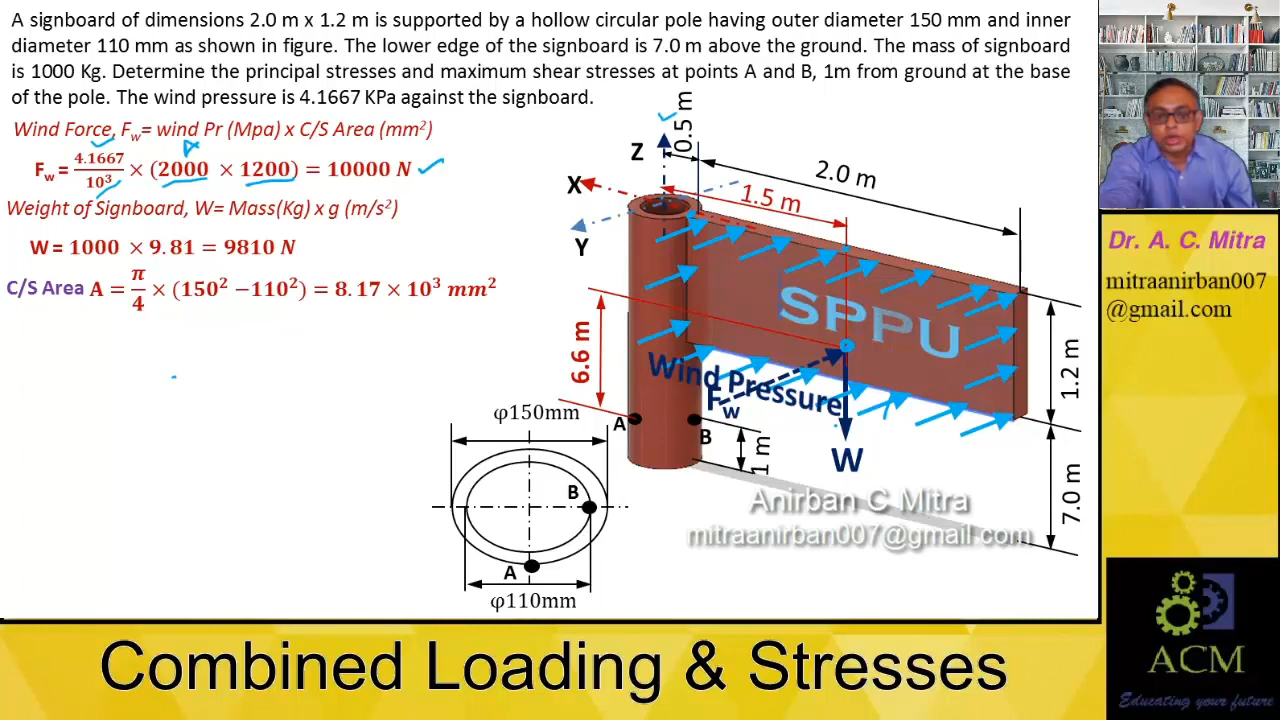 A signboard of dimensions 2.0 m x 1.2 m is supported by a hollow circular pole having outer diameter 150 mm and inner
diameter 110 mm as shown in figure. The lower edge of the signboard is 7.0 m above the ground. The mass of signboard
is 1000 Kg. Determine the principal stresses and maximum shear stresses at points A and B, 1m from ground at the base
of the pole. The wind pressure is 4.1667 KPa against the signboard.
Wind Force, Fw= wind Pr (Mpa) x C/S Area (mm²)
Fw = 4.1667/10³ × (2000 × 1200) = 10000 N
Weight of Signboard, W= Mass(Kg) x g (m/s²)
W = 1000 × 9.81 = 9810 N
C/S Area A = π/4 × (150² −110²) = 8.17 × 10³ mm²
0.5 m
Z
X
Y
1.5 m
2.0 m
SPPU
6.6 m
Wind Pressure
Fw
1.2 m
A
B
1 m
W
7.0 m
φ150mm
B
A
φ110mm
Anirban C Mitra
mitraanirban007@gmail.com
Dr. A. C. Mitra
mitraanirban007
@gmail.com
ACM
Educating your future
Combined Loading & Stresses